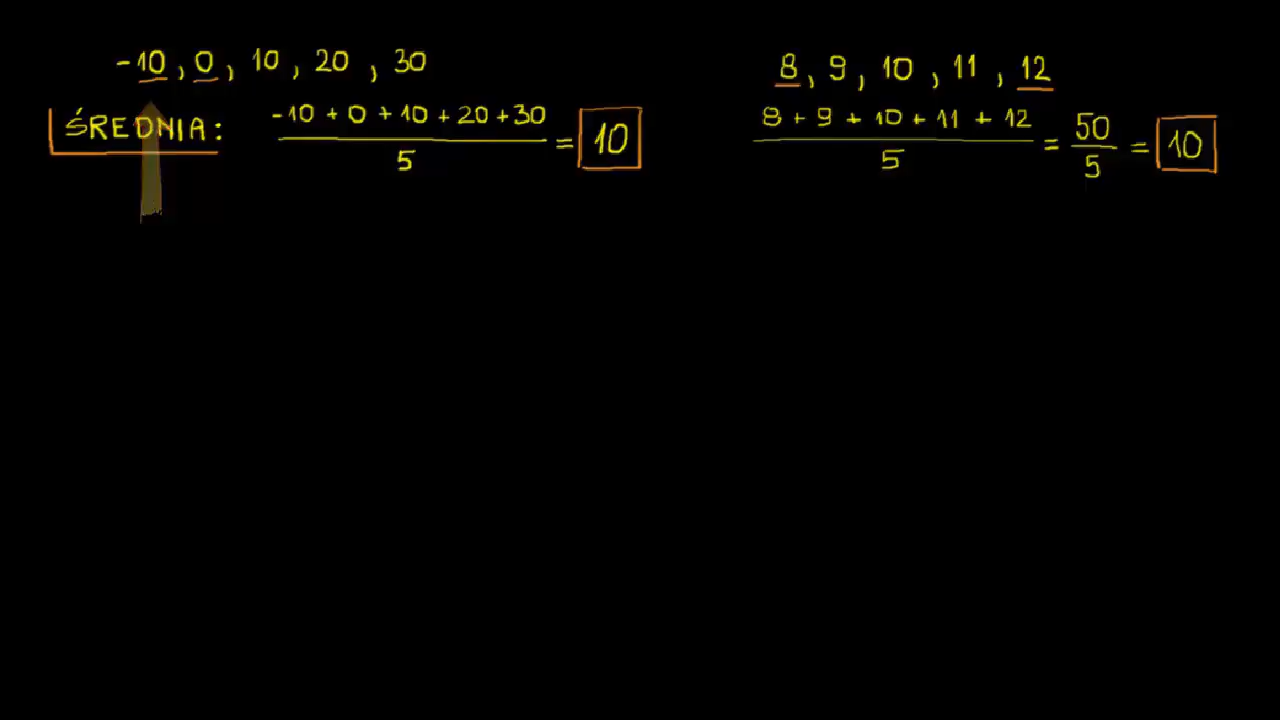 -10, 0, 10, 20, 30
ŚREDNIA:
-10 + 0 + 10 + 20 + 30
5
= 10
8, 9, 10, 11, 12
8 + 9 + 10 + 11 + 12
5
= 50
5
= 10